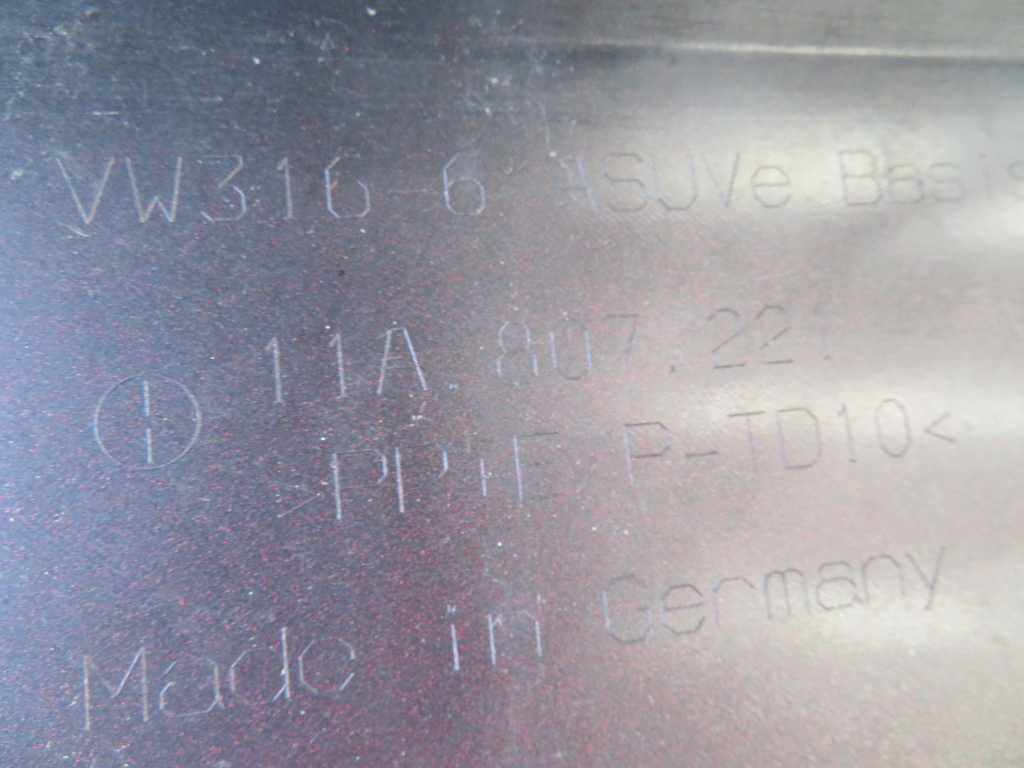 VW316-6 ASUVe Basis
11A.807.221
>PP+E/P-TD10<
Made in Germany